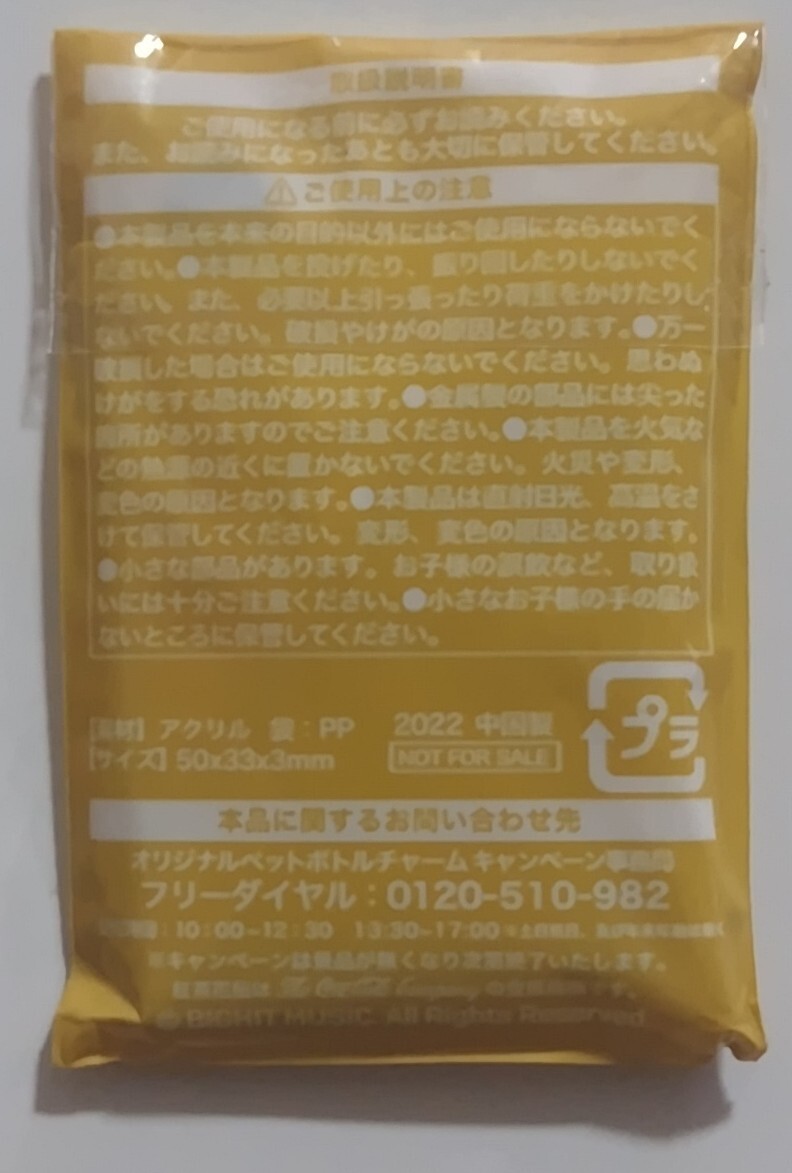 取扱説明書
ご使用になる前に必ずお読みください。
また、お読みになったあとも大切に保管してください。
⚠ご使用上の注意
●本製品を本来の目的以外にはご使用にならないでく
ださい。●本製品を投げたり、振り回したりしないでく
ださい。また、必要以上引っ張ったり荷重をかけたりし
ないでください。破損やけがの原因となります。●万一
破損した場合はご使用にならないでください。思わぬ
けがをする恐れがあります。●金属製の部品には尖った
箇所がありますのでご注意ください。●本製品を火気な
どの熱源の近くに置かないでください。火災や変形、
変色の原因となります。●本製品は直射日光、高温をさ
けて保管してください。変形、変色の原因となります。
●小さな部品があります。お子様の誤飲など、取り扱
いには十分ご注意ください。●小さなお子様の手の届か
ないところに保管してください。
[素材] アクリル 袋：PP 2022 中国製
[サイズ] 50x33x3mm NOT FOR SALE
プラ
本品に関するお問い合わせ先
オリジナルペットボトルチャームキャンペーン事務局
フリーダイヤル：0120-510-982
：10：00~12：30 13：30~17：00 ※土日祝日、
※キャンペーンは景品が無くなり次第終了いたします。
紅茶花伝は
の登録商標です。
© BIGHIT MUSIC. All Rights Reserved